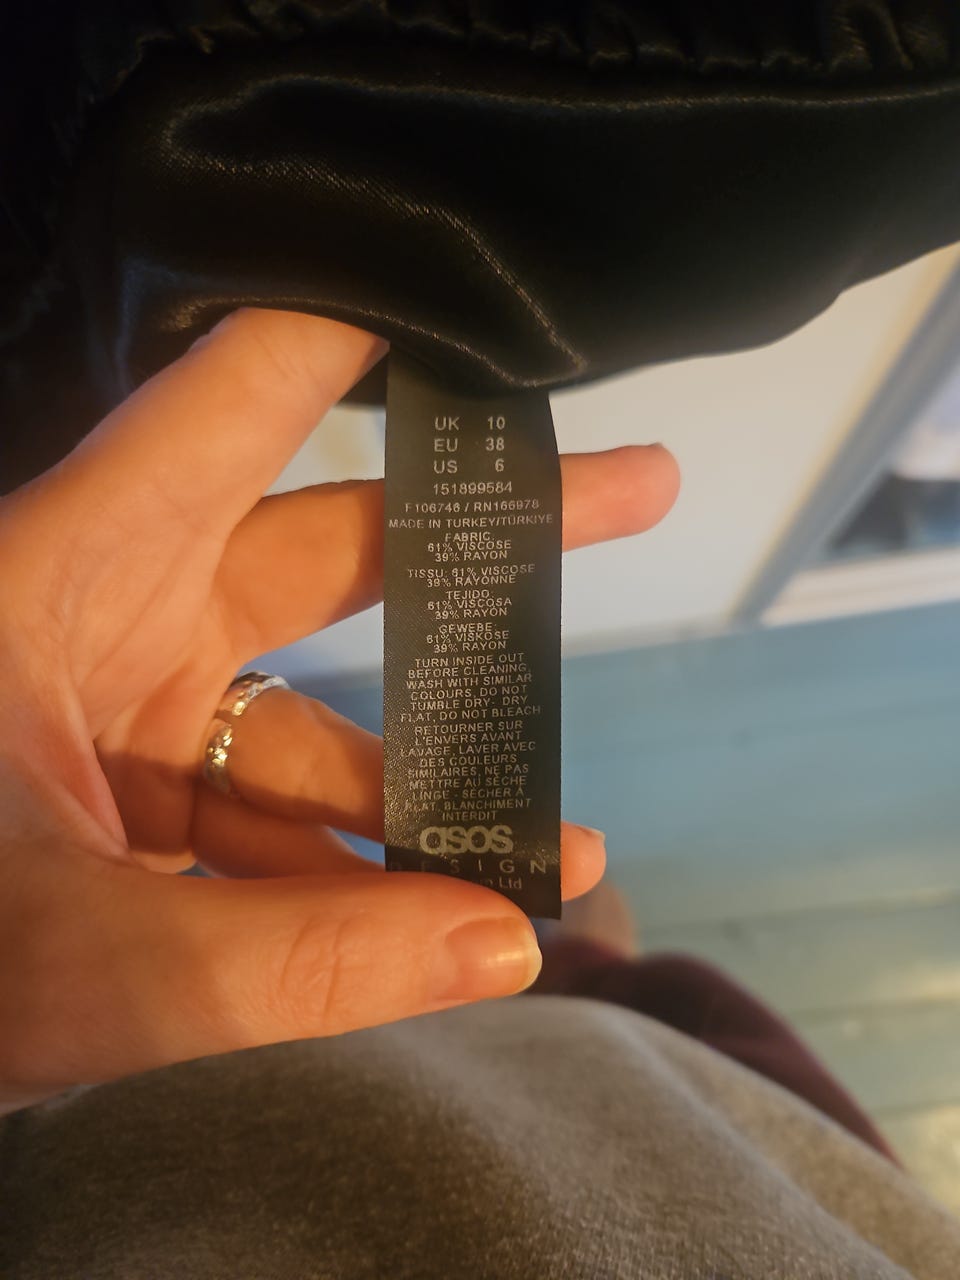 UK 10
EU 38
US 6
151899584
F106746 / RN166978
MADE IN TURKEY/TÜRKIYE
FABRIC:
61% VISCOSE
39% RAYON
TISSU: 61% VISCOSE
39% RAYONNE
TEJIDO:
61% VISCOSA
39% RAYON
GEWEBE:
61% VISKOSE
39% RAYON
TURN INSIDE OUT
BEFORE CLEANING,
WASH WITH SIMILAR
COLOURS, DO NOT
TUMBLE DRY- DRY
FLAT, DO NOT BLEACH
RETOURNER SUR
L'ENVERS AVANT
LAVAGE, LAVER AVEC
DES COULEURS
SIMILAIRES, NE PAS
METTRE AU SÈCHE
LINGE - SÉCHER À
PLAT, BLANCHIMENT
INTERDIT
asos
DESIGN
Ltd